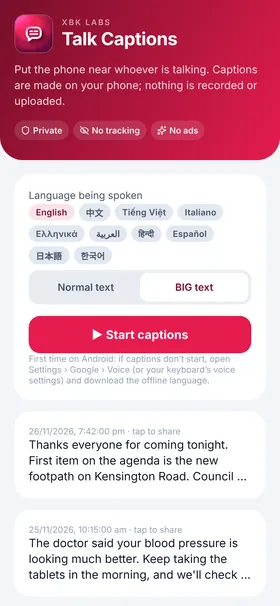 XBK LABS
Talk Captions
Put the phone near whoever is talking. Captions
are made on your phone; nothing is recorded or
uploaded.
Private
No tracking
No ads
Language being spoken
English
中文
Tiếng Việt
Italiano
Ελληνικά
العربية
हिन्दी
Español
日本語
한국어
Normal text
BIG text
▶ Start captions
First time on Android: if captions don't start, open
Settings › Google › Voice (or your keyboard's voice
settings) and download the offline language.
26/11/2026, 7:42:00 pm · tap to share
Thanks everyone for coming tonight.
First item on the agenda is the new
footpath on Kensington Road. Council ...
25/11/2026, 10:15:00 am · tap to share
The doctor said your blood pressure is
looking much better. Keep taking the
tablets in the morning, and we'll check ...